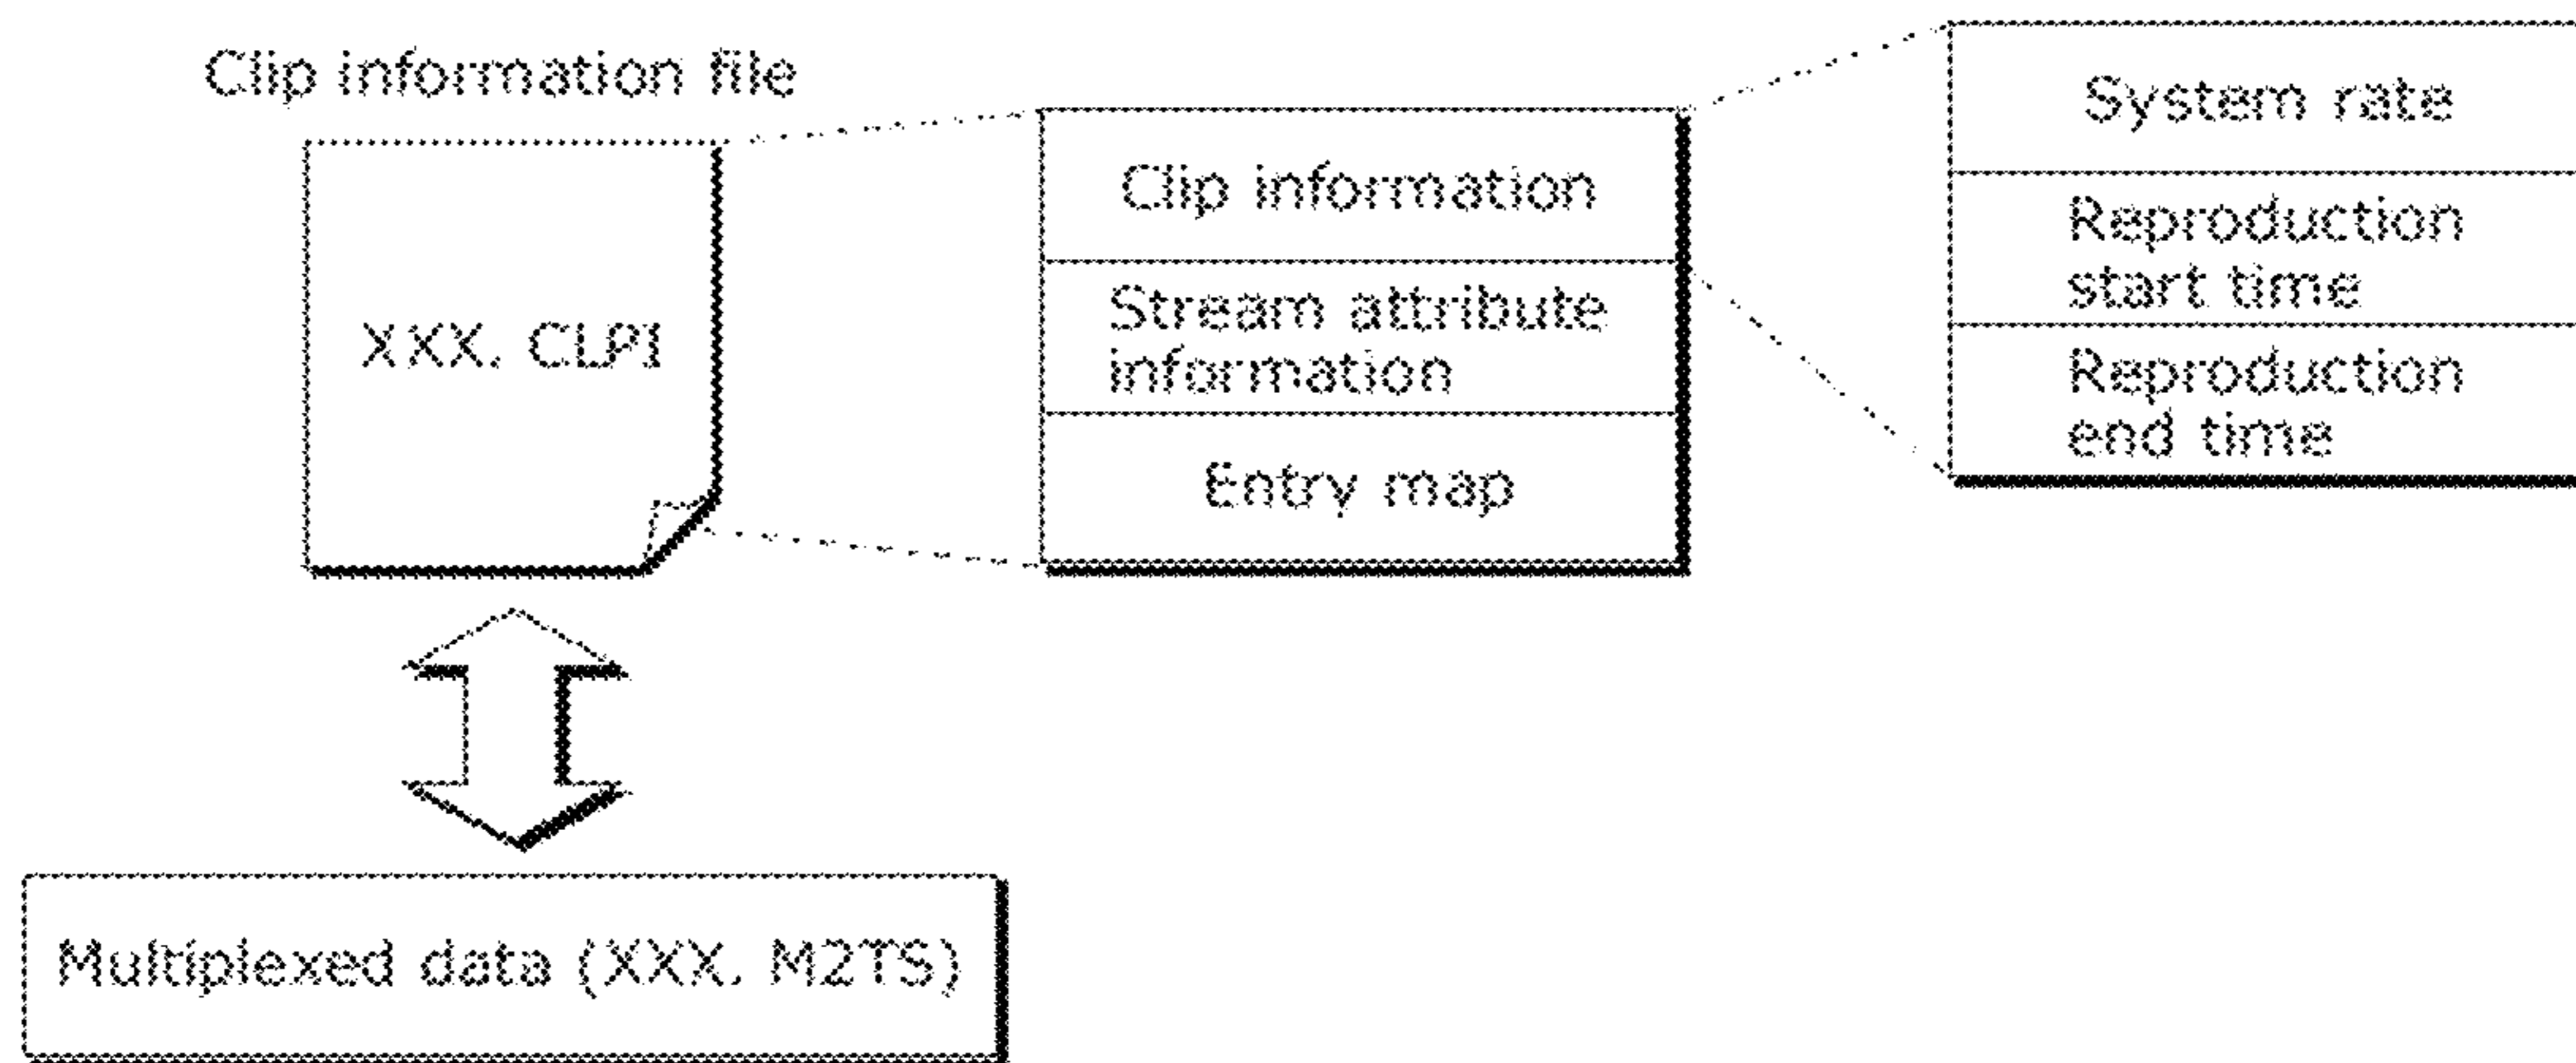 Clip information file
XXX. CLPI
Clip information
Stream attribute
information
Entry map
System rate
Reproduction
start time
Reproduction
end time
Multiplexed data (XXX. M2TS)